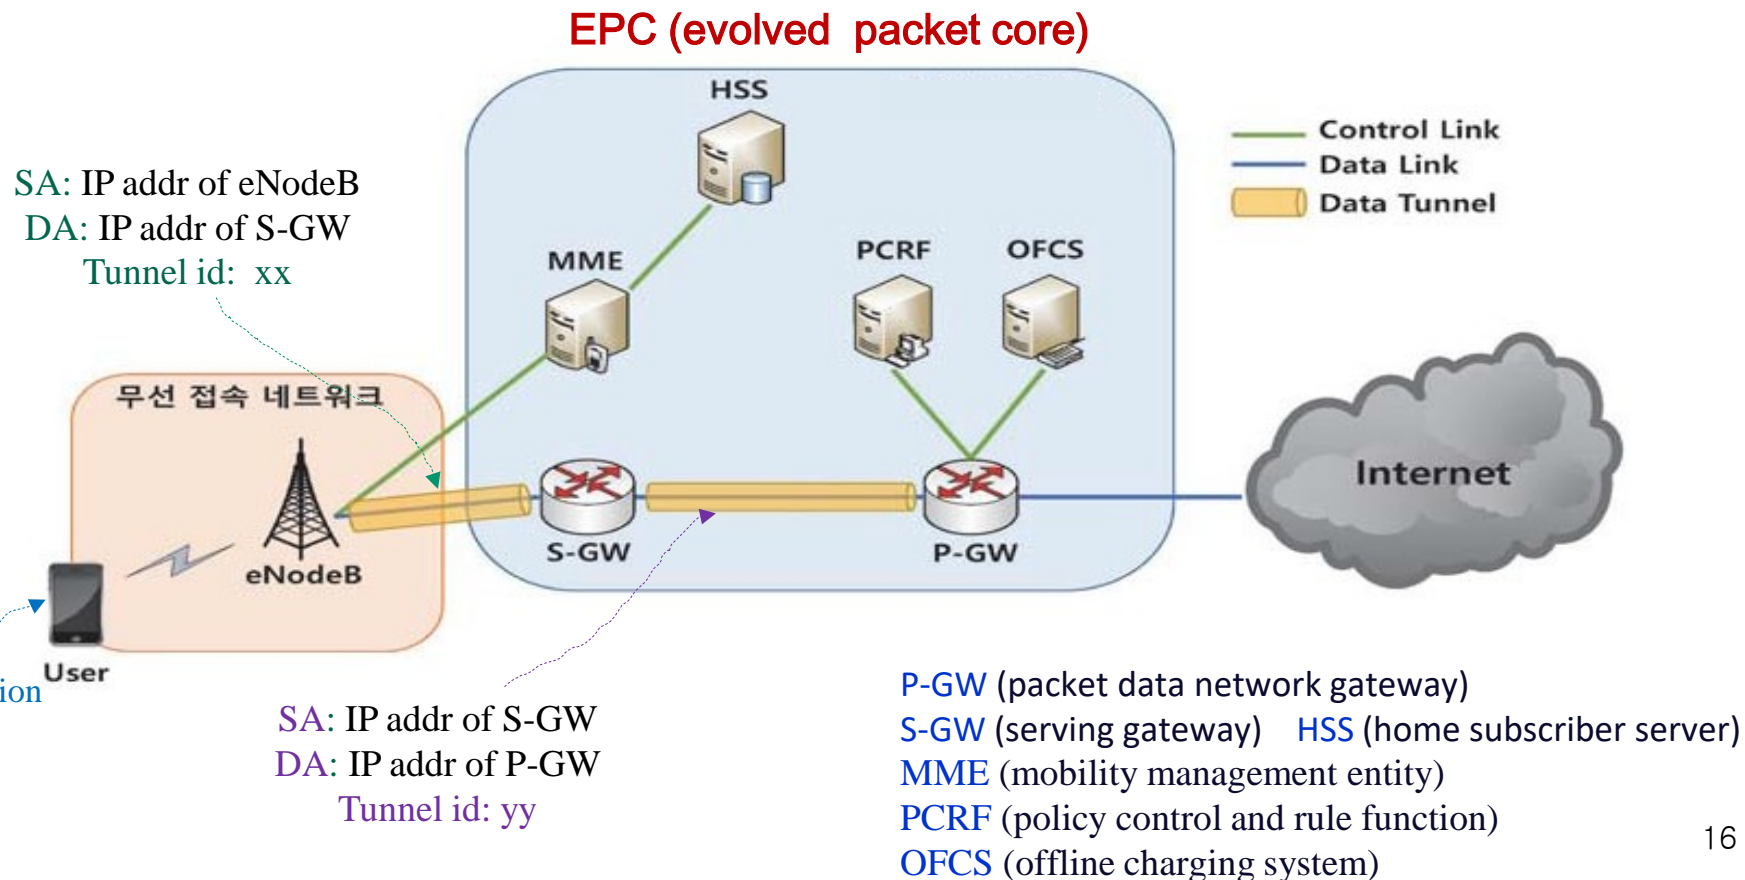 EPC (evolved packet core)
HSS
Control Link
Data Link
Data Tunnel
SA: IP addr of eNodeB
DA: IP addr of S-GW
Tunnel id: xx
MME
PCRF
OFCS
무선 접속 네트워크
Internet
S-GW
P-GW
eNodeB
User
ion
SA: IP addr of S-GW
DA: IP addr of P-GW
Tunnel id: yy
P-GW (packet data network gateway)
S-GW (serving gateway) HSS (home subscriber server)
MME (mobility management entity)
PCRF (policy control and rule function)
OFCS (offline charging system)
16